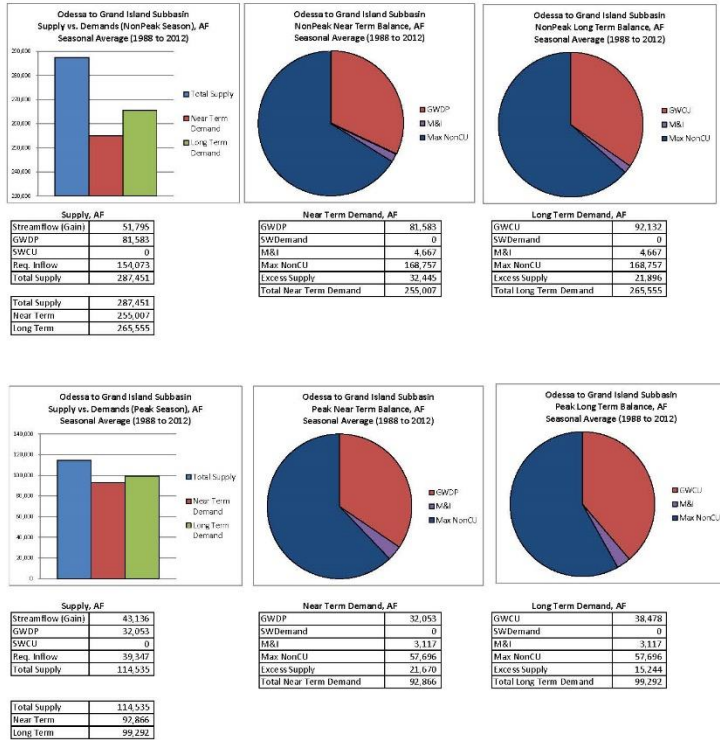 Odessa to Grand Island Subbasin
Supply vs. Demands (NonPeak Season), AF
Seasonal Average (1988 to 2012)
290,000
280,000
270,000
260,000
250,000
240,000
230,000
Total Supply
Near Term
Demand
Long Term
Demand
Odessa to Grand Island Subbasin
NonPeak Near Term Balance, AF
Seasonal Average (1988 to 2012)
GWDP
M&I
Max NonCU
Odessa to Grand Island Subbasin
NonPeak Long Term Balance, AF
Seasonal Average (1988 to 2012)
GWCU
M&I
Max NonCU
Supply, AF
Streamflow (Gain) 51,795
GWDP 81,583
SWCU 0
Req. Inflow 154,073
Total Supply 287,451
Total Supply 287,451
Near Term 255,007
Long Term 265,555
Near Term Demand, AF
GWDP 81,583
SWDemand 0
M&I 4,667
Max NonCU 168,757
Excess Supply 32,445
Total Near Term Demand 255,007
Long Term Demand, AF
GWCU 92,132
SWDemand 0
M&I 4,667
Max NonCU 168,757
Excess Supply 21,896
Total Long Term Demand 265,555
Odessa to Grand Island Subbasin
Supply vs. Demands (Peak Season), AF
Seasonal Average (1988 to 2012)
140,000
120,000
100,000
80,000
60,000
40,000
20,000
0
Total Supply
Near Term
Demand
Long Term
Demand
Odessa to Grand Island Subbasin
Peak Near Term Balance, AF
Seasonal Average (1988 to 2012)
GWDP
M&I
Max NonCU
Odessa to Grand Island Subbasin
Peak Long Term Balance, AF
Seasonal Average (1988 to 2012)
GWCU
M&I
Max NonCU
Supply, AF
Streamflow (Gain) 43,136
GWDP 32,053
SWCU 0
Req. Inflow 39,347
Total Supply 114,535
Total Supply 114,535
Near Term 92,866
Long Term 99,292
Near Term Demand, AF
GWDP 32,053
SWDemand 0
M&I 3,117
Max NonCU 57,696
Excess Supply 21,670
Total Near Term Demand 92,866
Long Term Demand, AF
GWCU 38,478
SWDemand 0
M&I 3,117
Max NonCU 57,696
Excess Supply 15,244
Total Long Term Demand 99,292